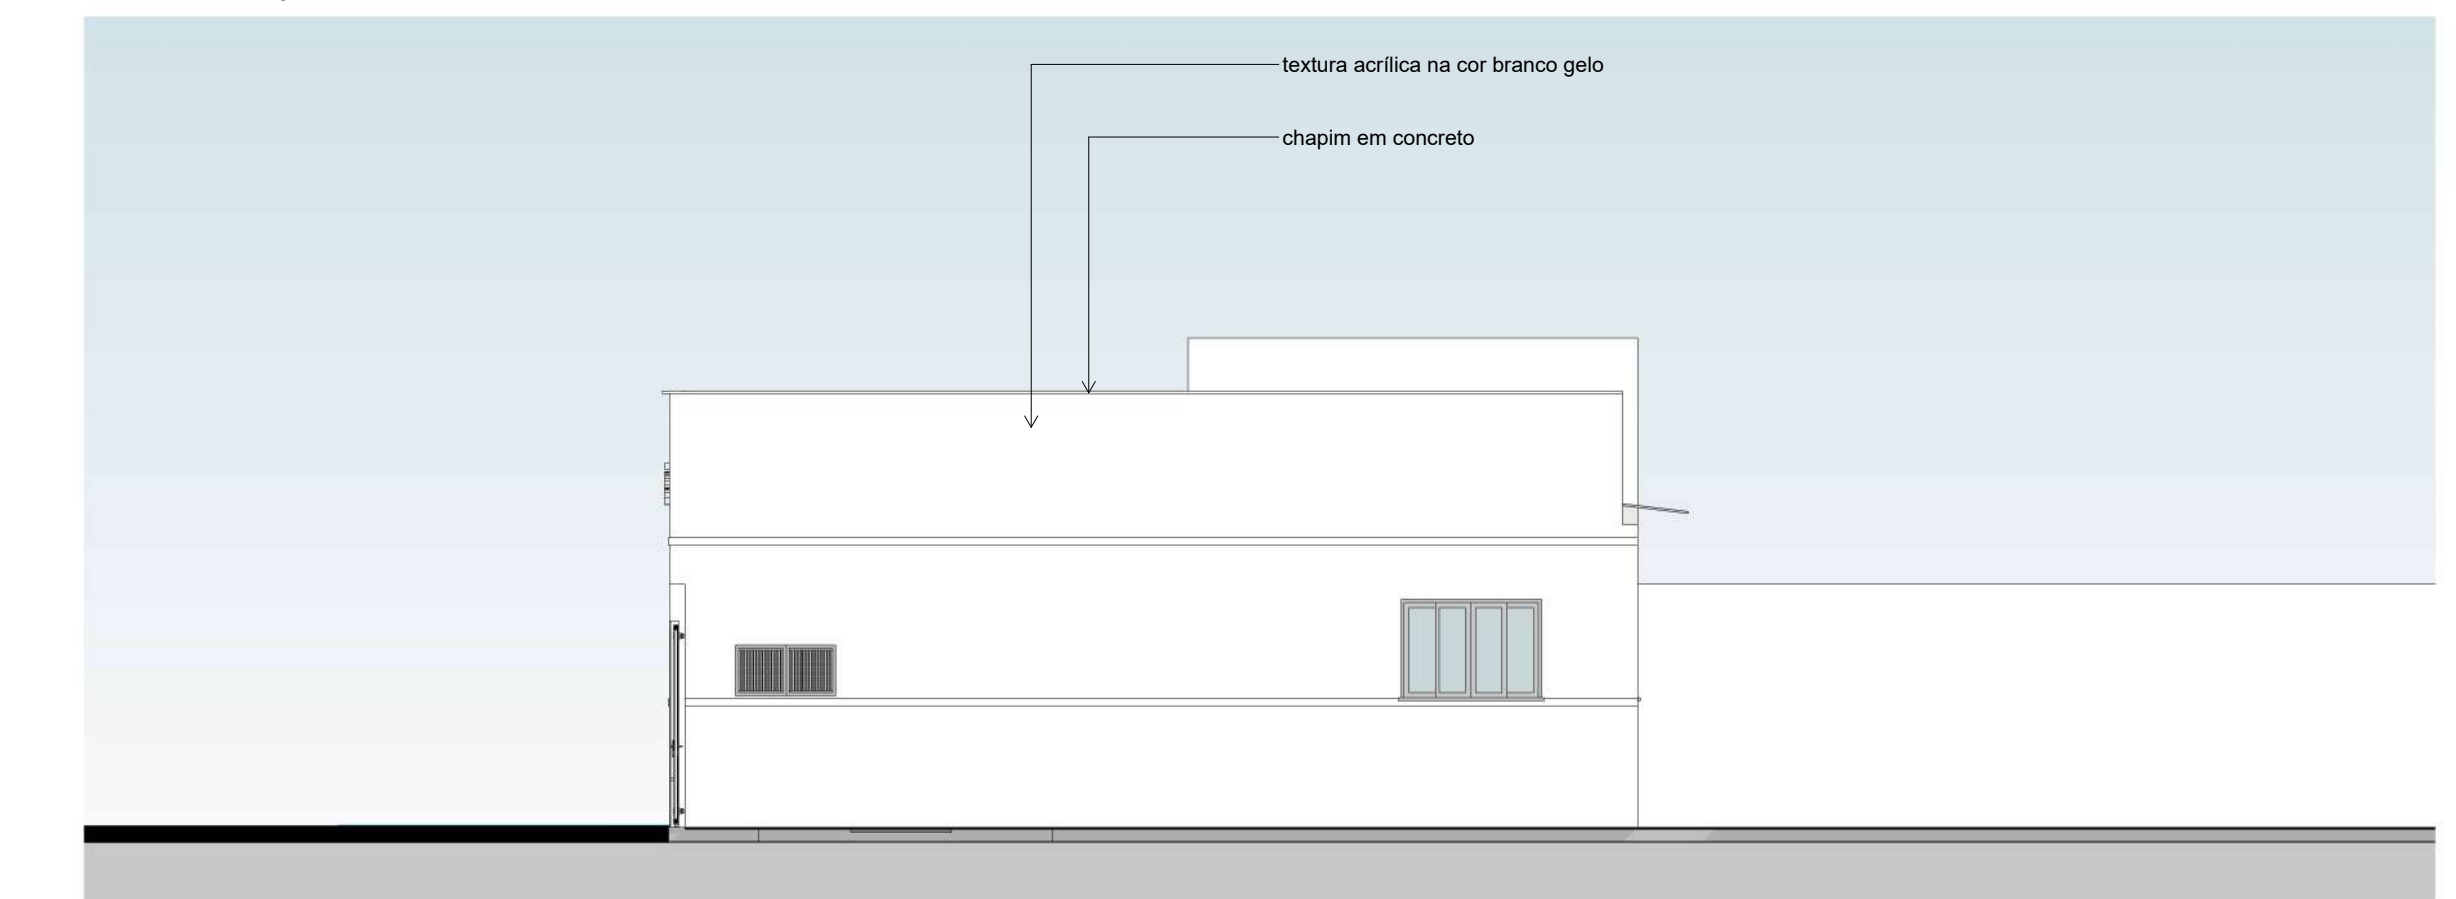 textura acrílica na cor branco gelo
chapim em concreto